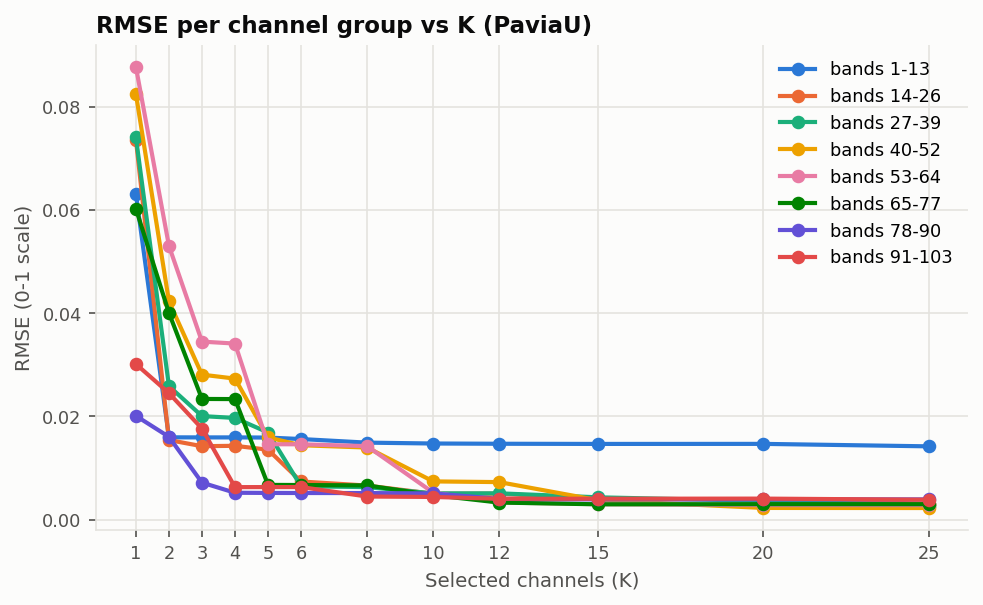 RMSE per channel group vs K (PaviaU)
RMSE (0-1 scale)
0.08
0.06
0.04
0.02
0.00
bands 1-13
bands 14-26
bands 27-39
bands 40-52
bands 53-64
bands 65-77
bands 78-90
bands 91-103
1 2 3 4 5 6 8 10 12 15 20 25
Selected channels (K)